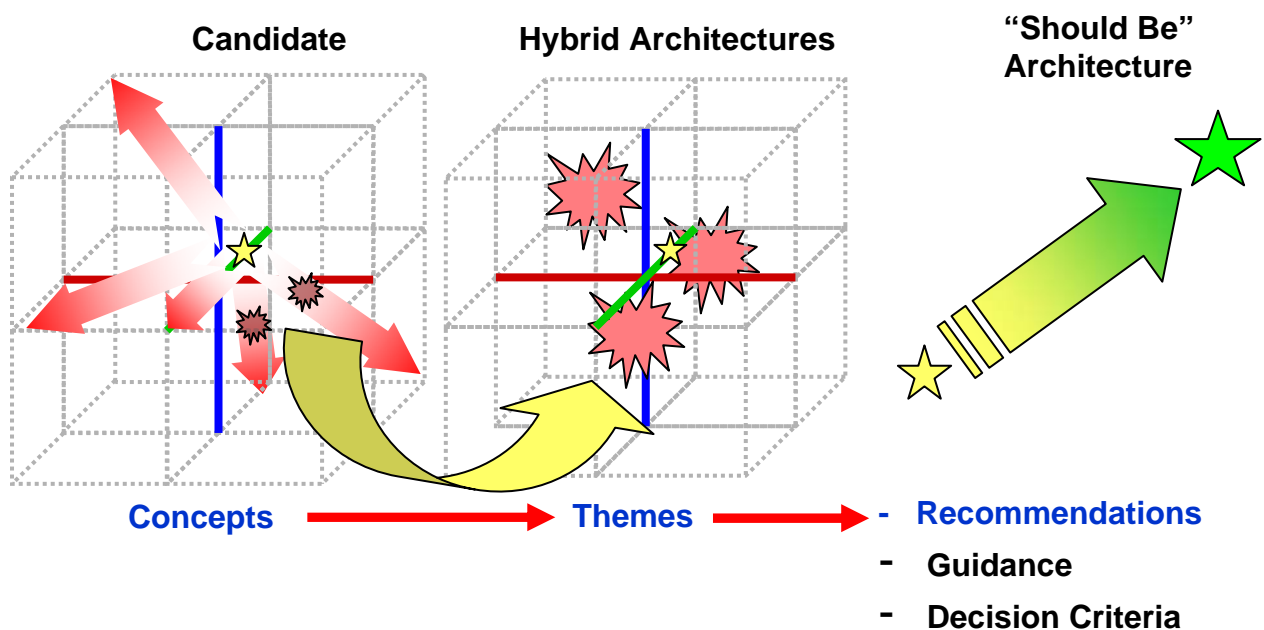 Candidate
Hybrid Architectures
“Should Be”
Architecture
Concepts
Themes
- Recommendations
- Guidance
- Decision Criteria